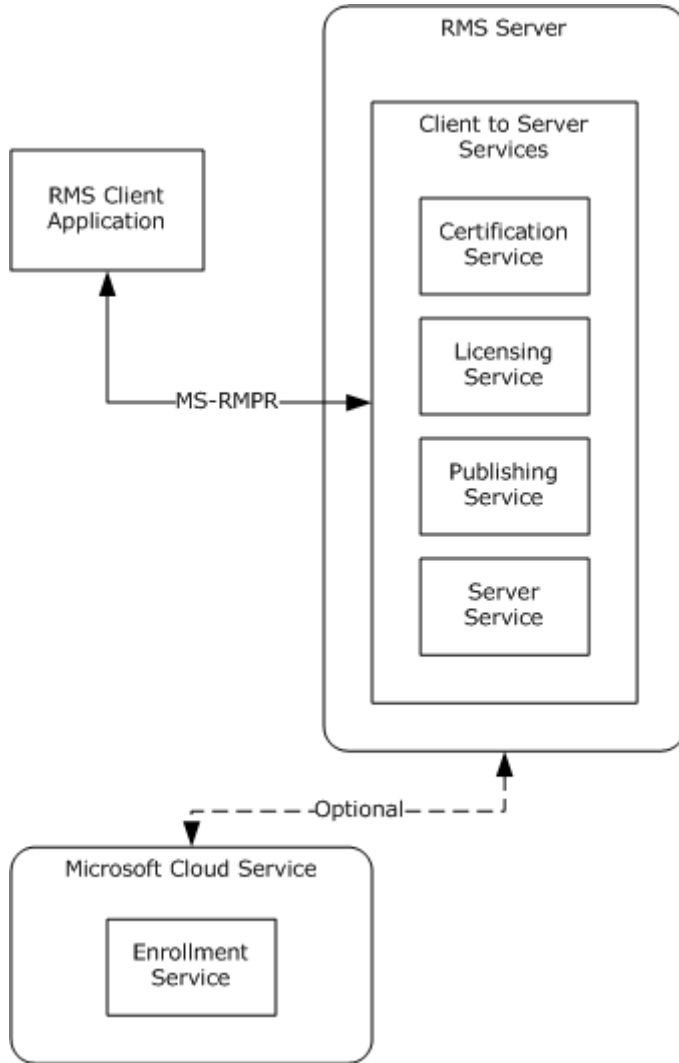 RMS Server
Client to Server
Services
RMS Client
Application
Certification
Service
Licensing
Service
MS-RMPR
Publishing
Service
Server
Service
Optional
Microsoft Cloud Service
Enrollment
Service